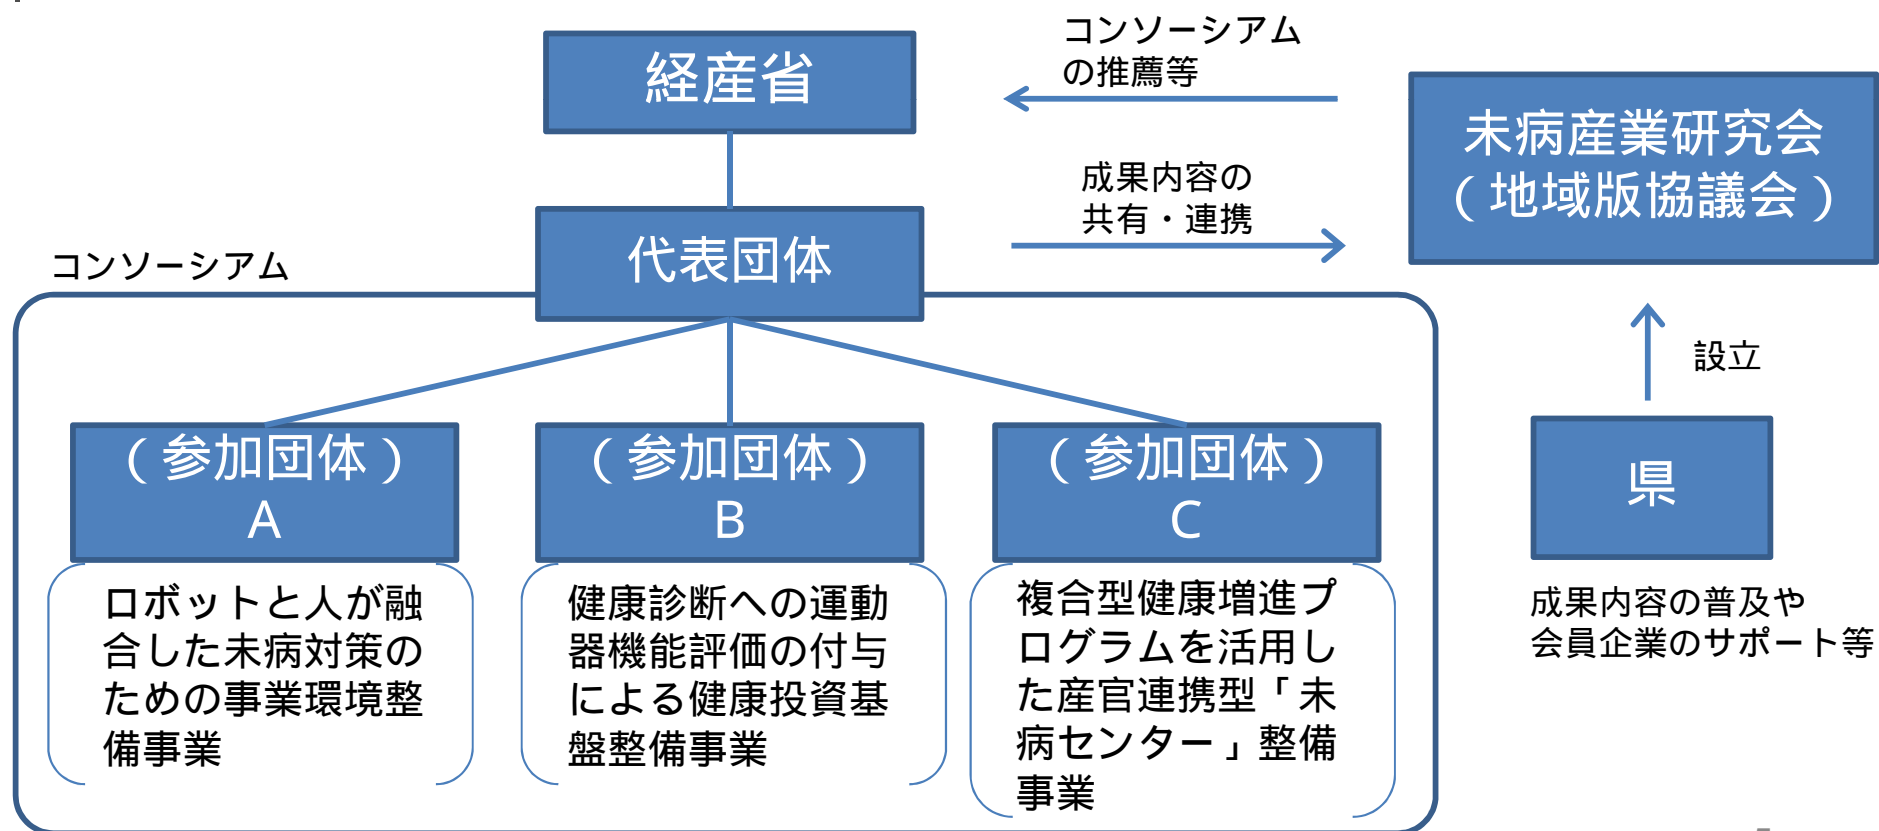 コンソーシアム
の推薦等
経産省
未病産業研究会
（地域版協議会）
成果内容の
共有・連携
代表団体
コンソーシアム
設立
（参加団体）
A
（参加団体）
B
（参加団体）
C
県
ロボットと人が融
合した未病対策の
ための事業環境整
備事業
健康診断への運動
器機能評価の付与
による健康投資基
盤整備事業
複合型健康増進プ
ログラムを活用し
た産官連携型「未
病センター」整備
事業
成果内容の普及や
会員企業のサポート等